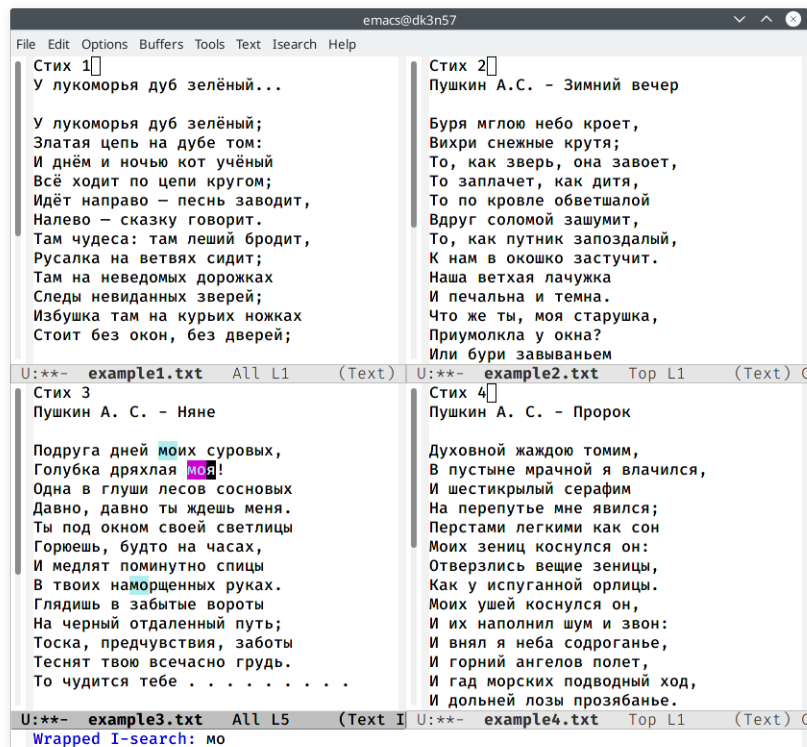 emacs@dk3n57
File Edit Options Buffers Tools Text Isearch Help
Стих 1
У лукоморья дуб зелёный...
У лукоморья дуб зелёный;
Златая цепь на дубе том:
И днём и ночью кот учёный
Всё ходит по цепи кругом;
Идёт направо — песнь заводит,
Налево — сказку говорит.
Там чудеса: там леший бродит,
Русалка на ветвях сидит;
Там на неведомых дорожках
Следы невиданных зверей;
Избушка там на курьих ножках
Стоит без окон, без дверей;
U:**- example1.txt All L1 (Text)
Стих 2
Пушкин А.С. - Зимний вечер
Буря мглою небо кроет,
Вихри снежные крутя;
То, как зверь, она завоет,
То заплачет, как дитя,
То по кровле обветшалой
Вдруг соломой зашумит,
То, как путник запоздалый,
К нам в окошко застучит.
Наша ветхая лачужка
И печальна и темна.
Что же ты, моя старушка,
Приумолкла у окна?
Или бури завываньем
U:**- example2.txt Top L1 (Text)
Стих 3
Пушкин А. С. - Няне
Подруга дней моих суровых,
Голубка дряхлая моя!
Одна в глуши лесов сосновых
Давно, давно ты ждешь меня.
Ты под окном своей светлицы
Горюешь, будто на часах,
И медлят поминутно спицы
В твоих наморщенных руках.
Глядишь в забытые вороты
На черный отдаленный путь;
Тоска, предчувствия, заботы
Теснят твою всечасно грудь.
То чудится тебе . . . . . . . . .
U:**- example3.txt All L5 (Text I
Стих 4
Пушкин А. С. - Пророк
Духовной жаждою томим,
В пустыне мрачной я влачился,
И шестикрылый серафим
На перепутье мне явился;
Перстами легкими как сон
Моих зениц коснулся он:
Отверзлись вещие зеницы,
Как у испуганной орлицы.
Моих ушей коснулся он,
И их наполнил шум и звон:
И внял я неба содроганье,
И горний ангелов полет,
И гад морских подводный ход,
И дольней лозы прозябанье.
U:**- example4.txt Top L1 (Text)
Wrapped I-search: мо